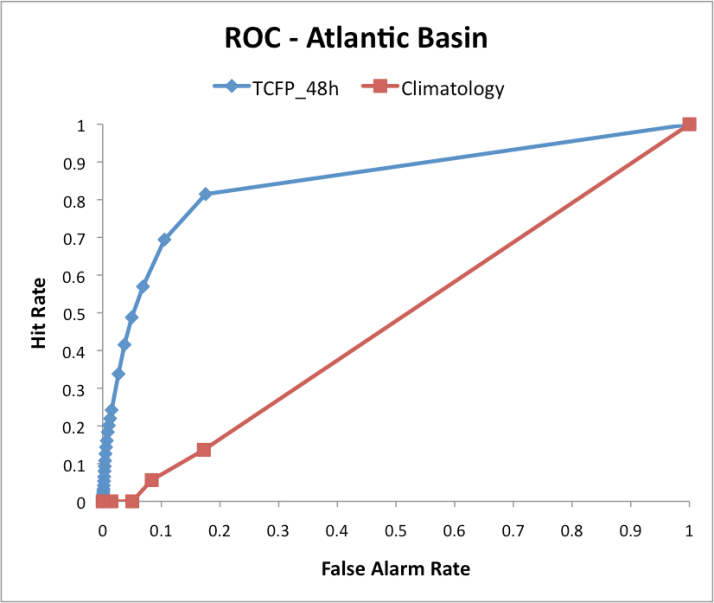 ROC - Atlantic Basin
TCFP_48h Climatology
1
0.9
0.8
0.7
0.6
0.5
0.4
0.3
0.2
0.1
0
Hit Rate
0 0.1 0.2 0.3 0.4 0.5 0.6 0.7 0.8 0.9 1
False Alarm Rate